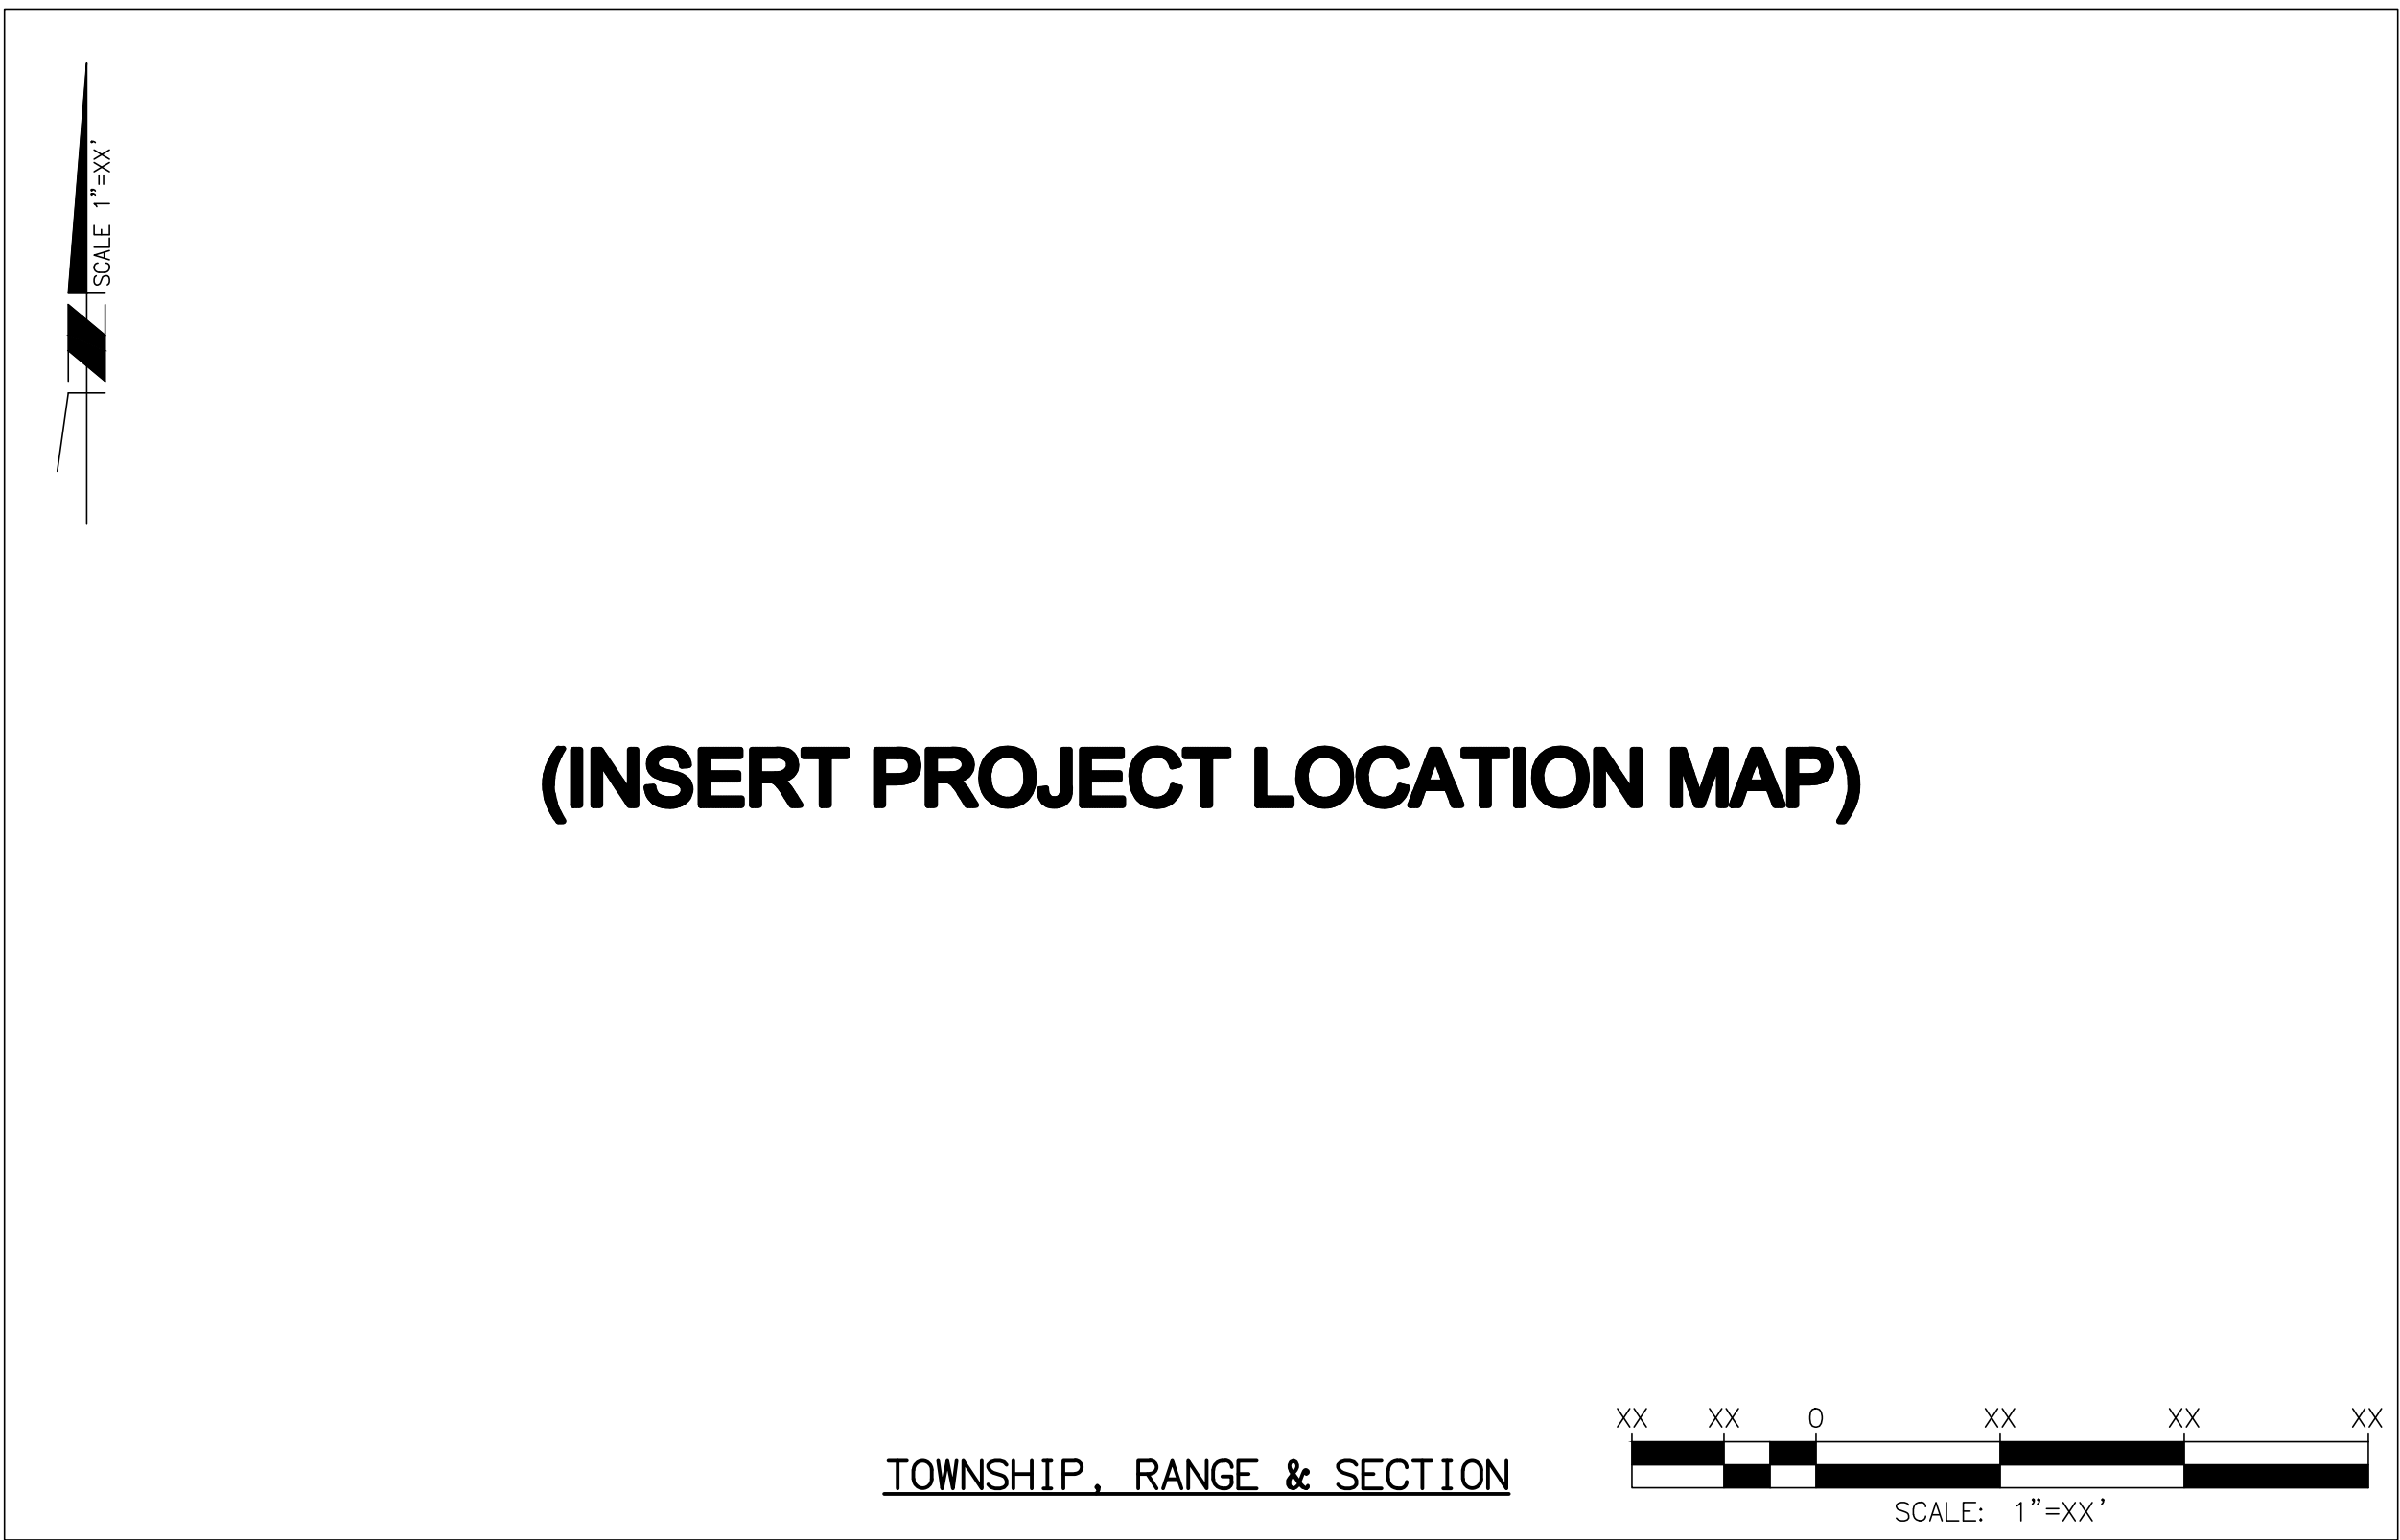 SCALE 1"=XX'
N
(INSERT PROJECT LOCATION MAP)
XX XX 0 XX XX XX
TOWNSHIP, RANGE & SECTION
SCALE: 1"=XX'